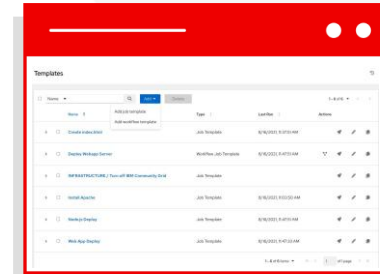 Templates
Name
Add
Delete
1-6 of 6
Add job template
Add workflow template
Name
Type
Last Ran
Actions
Create index.html
Job Template
Deploy Webapp Server
Workflow Job Template
INFRASTRUCTURE / Turn off IBM Community Grid
Job Template
Install Apache
Job Template
Node.js Deploy
Job Template
Web App Deploy
Job Template
1 - 6 of 6 items
1
of 1 page